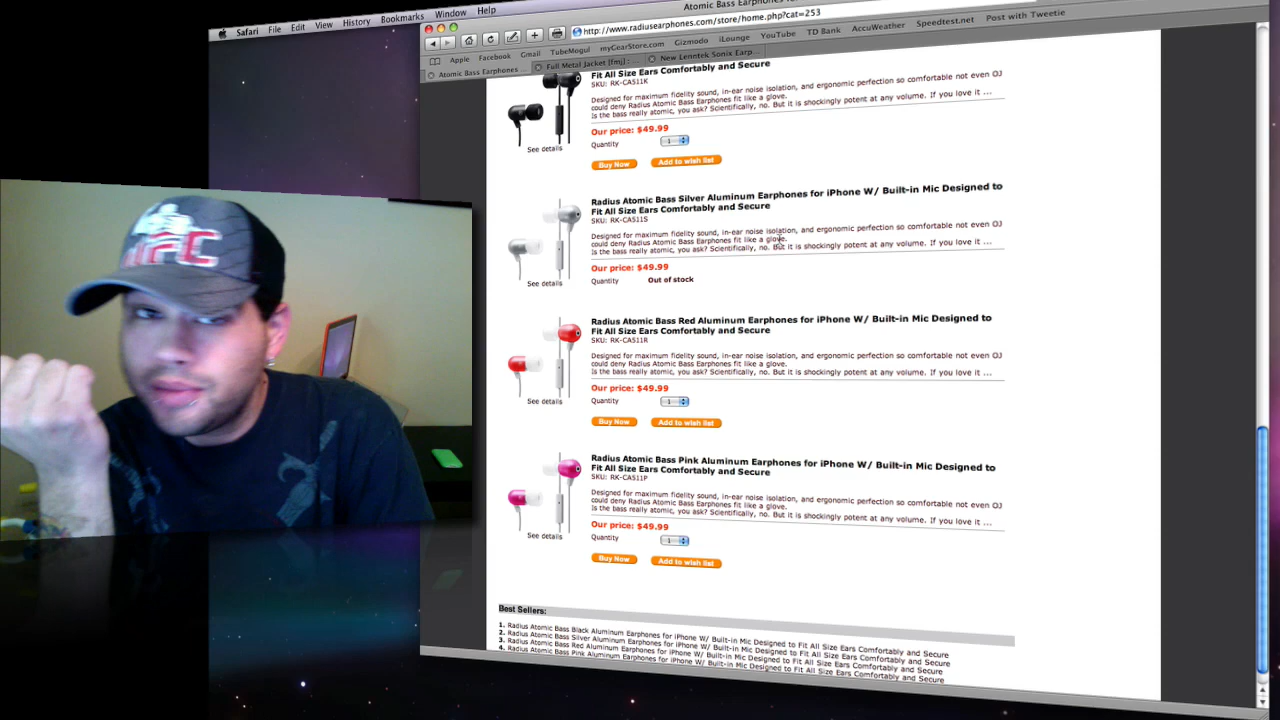 Safari File Edit View History Bookmarks Window Help
Atomic Bass Earphones
http://www.radiusearphones.com/store/home.php?cat=253
Apple Facebook Gmail TubeMogul myGearStore.com Gizmodo iLounge YouTube TD Bank AccuWeather Speedtest.net Post with Tweetie
Atomic Bass Earphones ... Full Metal Jacket [fmj] : ... New Lenntek Sonix Earp...
Fit All Size Ears Comfortably and Secure
SKU: RK-CA511K
Designed for maximum fidelity sound, in-ear noise isolation, and ergonomic perfection so comfortable not even OJ
could deny Radius Atomic Bass Earphones fit like a glove.
Is the bass really atomic, you ask? Scientifically, no. But it is shockingly potent at any volume. If you love it ...
Our price: $49.99
Quantity 1
See details
Buy Now Add to wish list
Radius Atomic Bass Silver Aluminum Earphones for iPhone W/ Built-in Mic Designed to
Fit All Size Ears Comfortably and Secure
SKU: RK-CA511S
Designed for maximum fidelity sound, in-ear noise isolation, and ergonomic perfection so comfortable not even OJ
could deny Radius Atomic Bass Earphones fit like a glove.
Is the bass really atomic, you ask? Scientifically, no. But it is shockingly potent at any volume. If you love it ...
Our price: $49.99
Quantity Out of stock
See details
Radius Atomic Bass Red Aluminum Earphones for iPhone W/ Built-in Mic Designed to
Fit All Size Ears Comfortably and Secure
SKU: RK-CA511R
Designed for maximum fidelity sound, in-ear noise isolation, and ergonomic perfection so comfortable not even OJ
could deny Radius Atomic Bass Earphones fit like a glove.
Is the bass really atomic, you ask? Scientifically, no. But it is shockingly potent at any volume. If you love it ...
Our price: $49.99
Quantity 1
See details
Buy Now Add to wish list
Radius Atomic Bass Pink Aluminum Earphones for iPhone W/ Built-in Mic Designed to
Fit All Size Ears Comfortably and Secure
SKU: RK-CA511P
Designed for maximum fidelity sound, in-ear noise isolation, and ergonomic perfection so comfortable not even OJ
could deny Radius Atomic Bass Earphones fit like a glove.
Is the bass really atomic, you ask? Scientifically, no. But it is shockingly potent at any volume. If you love it ...
Our price: $49.99
Quantity 1
See details
Buy Now Add to wish list
Best Sellers:
1. Radius Atomic Bass Black Aluminum Earphones for iPhone W/ Built-in Mic Designed to Fit All Size Ears Comfortably and Secure
2. Radius Atomic Bass Silver Aluminum Earphones for iPhone W/ Built-in Mic Designed to Fit All Size Ears Comfortably and Secure
3. Radius Atomic Bass Red Aluminum Earphones for iPhone W/ Built-in Mic Designed to Fit All Size Ears Comfortably and Secure
4. Radius Atomic Bass Pink Aluminum Earphones for iPhone W/ Built-in Mic Designed to Fit All Size Ears Comfortably and Secure